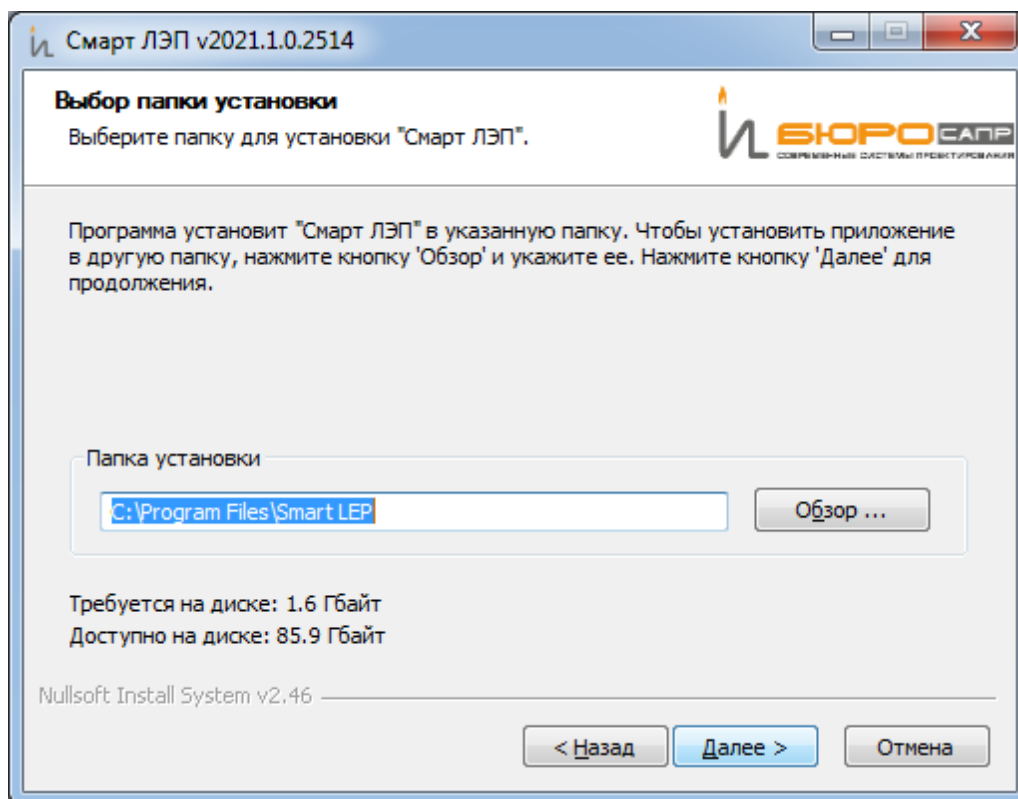 Смарт ЛЭП v2021.1.0.2514
Выбор папки установки
Выберите папку для установки "Смарт ЛЭП".
БЮРО САПР
СОВРЕМЕННЫЕ СИСТЕМЫ ПРОЕКТИРОВАНИЯ
Программа установит "Смарт ЛЭП" в указанную папку. Чтобы установить приложение
в другую папку, нажмите кнопку 'Обзор' и укажите ее. Нажмите кнопку 'Далее' для
продолжения.
Папка установки
C:\Program Files\Smart LEP
Обзор ...
Требуется на диске: 1.6 Гбайт
Доступно на диске: 85.9 Гбайт
Nullsoft Install System v2.46
< Назад Далее > Отмена